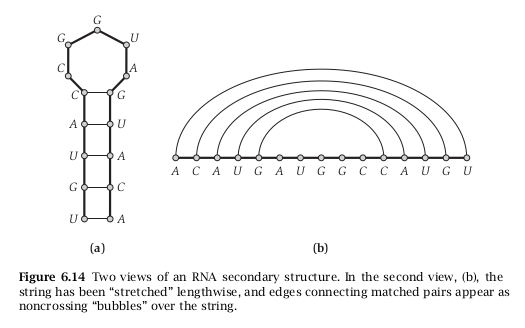 G
G U
C A
C G
A U
U A
G C
U A
A C A U G A U G G C C A U G U
(a) (b)
Figure 6.14 Two views of an RNA secondary structure. In the second view, (b), the
string has been “stretched” lengthwise, and edges connecting matched pairs appear as
noncrossing “bubbles” over the string.